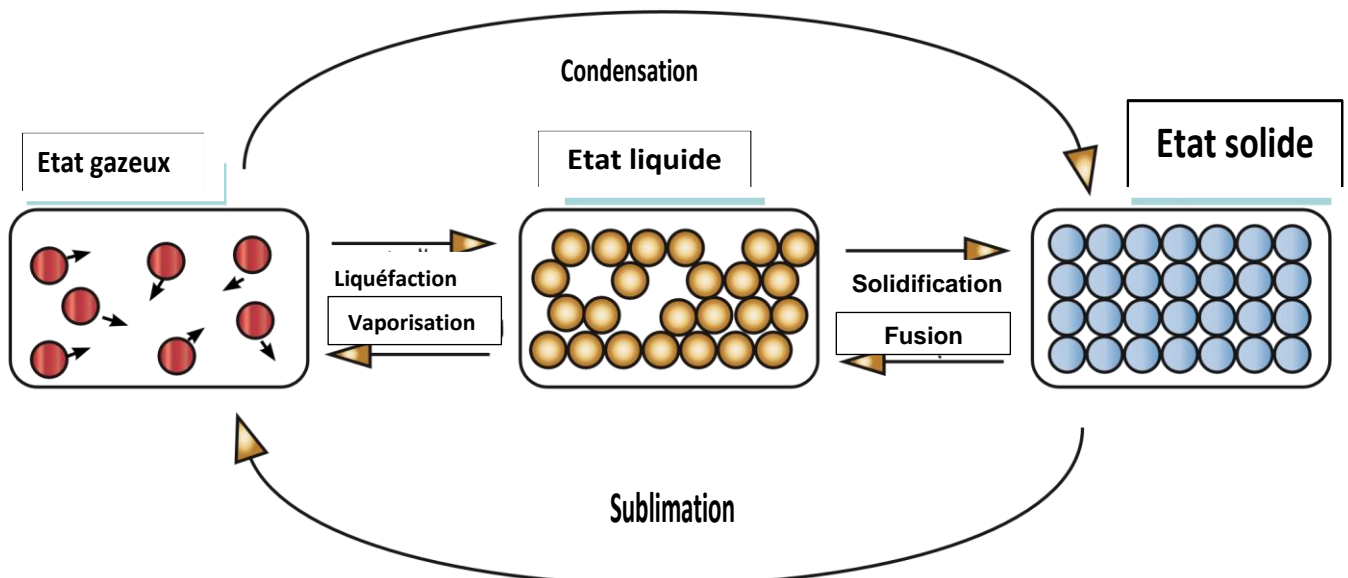 Condensation
Etat gazeux
Etat liquide
Etat solide
Liquéfaction
Vaporisation
Solidification
Fusion
Sublimation